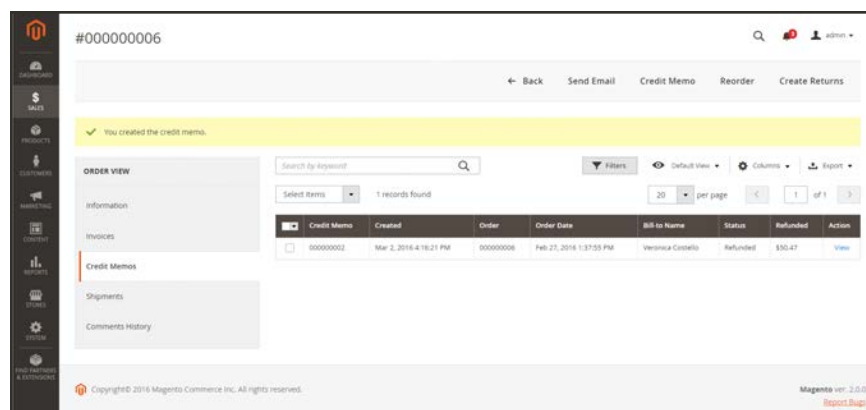 #000000006
admin
← Back Send Email Credit Memo Reorder Create Returns
You created the credit memo.
DASHBOARD
SALES
PRODUCTS
CUSTOMERS
MARKETING
CONTENT
REPORTS
STORES
SYSTEM
FIND PARTNERS
& EXTENSIONS
ORDER VIEW
Information
Invoices
Credit Memos
Shipments
Comments History
Search by keyword
Filters Default View Columns Export
Select Items 1 records found 20 per page 1 of 1
Credit Memo Created Order Order Date Bill-to Name Status Refunded Action
000000002 Mar 2, 2016 4:16:21 PM 000000006 Feb 27, 2016 1:37:55 PM Veronica Costello Refunded $50.47 View
Copyright© 2016 Magento Commerce Inc. All rights reserved.
Magento ver. 2.0.0
Report Bugs